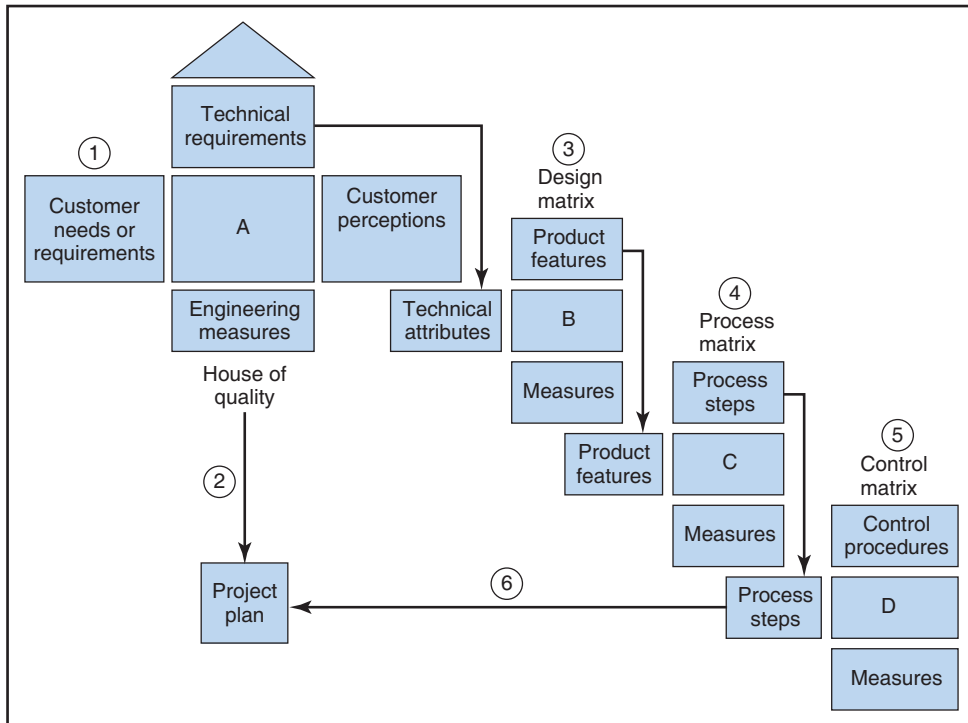 Technical
requirements
1
Customer
needs or
requirements
A
Customer
perceptions
Engineering
measures
House of
quality
2
Project
plan
3
Design
matrix
Product
features
Technical
attributes
B
Measures
4
Process
matrix
Process
steps
Product
features
C
Measures
5
Control
matrix
Control
procedures
Process
steps
D
Measures
6